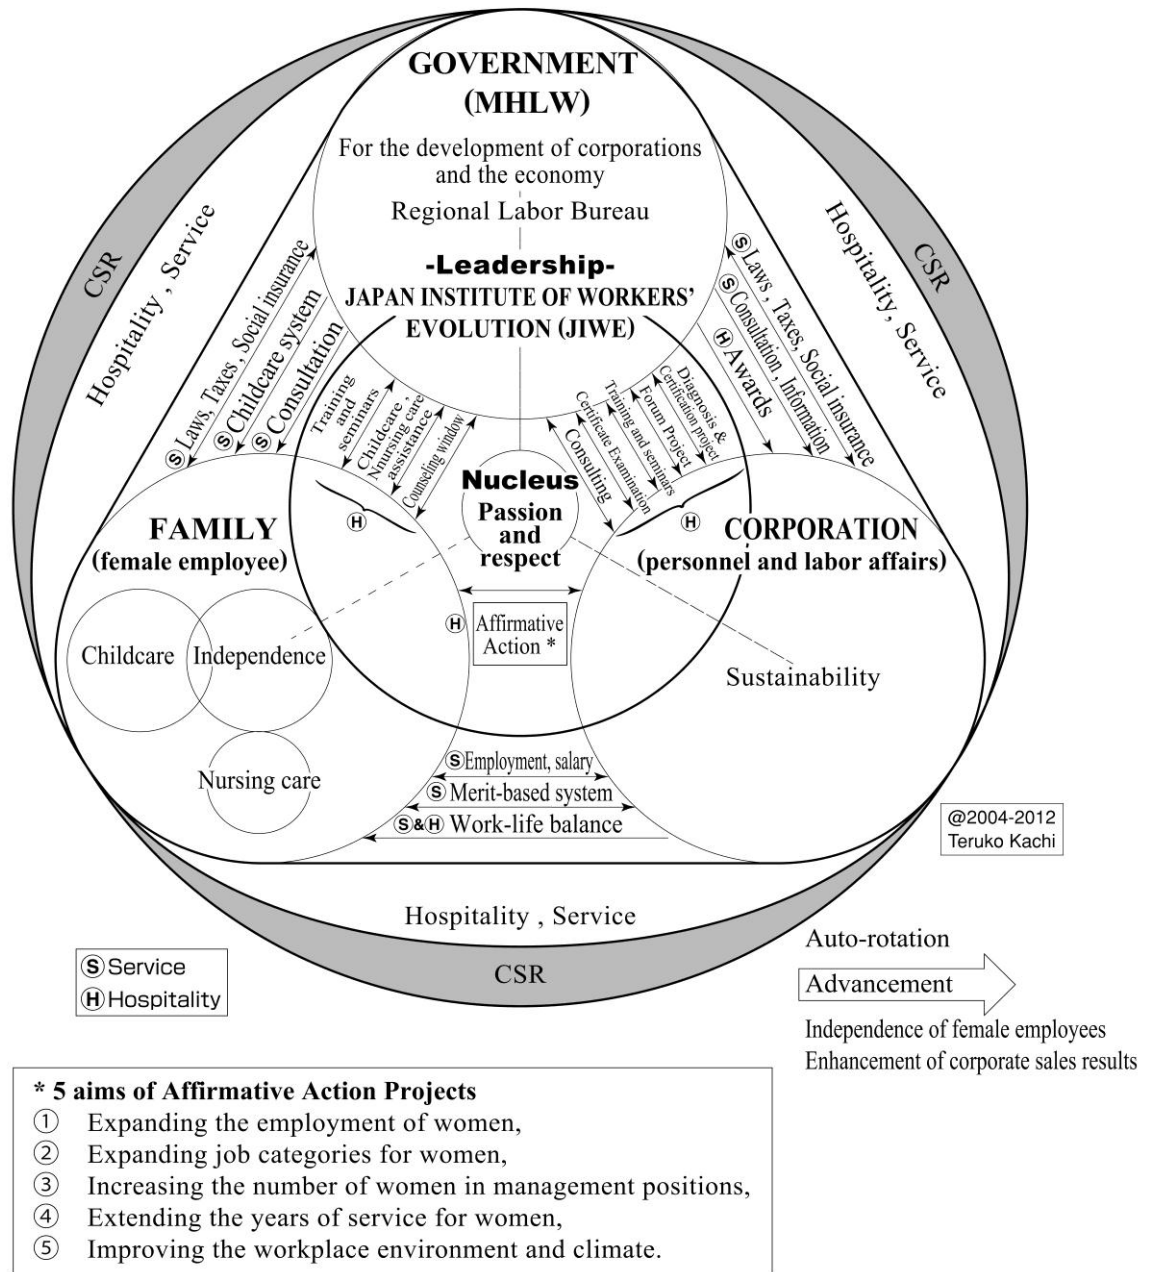 GOVERNMENT
(MHLW)
For the development of corporations
and the economy
Regional Labor Bureau
-Leadership-
JAPAN INSTITUTE OF WORKERS'
EVOLUTION (JIWE)
CSR
Hospitality , Service
Ⓢ Laws, Taxes, Social insurance
Ⓢ Childcare system
Ⓢ Consultation
Training
and
seminars
Childcare ,
Nnursing care
assistance
Counseling window
Ⓗ
Hospitality, Service
CSR
Ⓢ Laws , Taxes, Social insurance
Ⓢ Consultation , Information
Ⓗ Awards
Diagnosis &
Certification project
Forum Project
Training and seminars
Certificate Examination
Consulting
Ⓗ
Nucleus
Passion
and
respect
FAMILY
(female employee)
Childcare
Independence
Nursing care
CORPORATION
(personnel and labor affairs)
Sustainability
Ⓗ Affirmative
Action *
Ⓢ Employment, salary
Ⓢ Merit-based system
Ⓢ&Ⓗ Work-life balance
@2004-2012
Teruko Kachi
Hospitality , Service
CSR
Ⓢ Service
Ⓗ Hospitality
Auto-rotation
Advancement
Independence of female employees
Enhancement of corporate sales results
* 5 aims of Affirmative Action Projects
① Expanding the employment of women,
② Expanding job categories for women,
③ Increasing the number of women in management positions,
④ Extending the years of service for women,
⑤ Improving the workplace environment and climate.